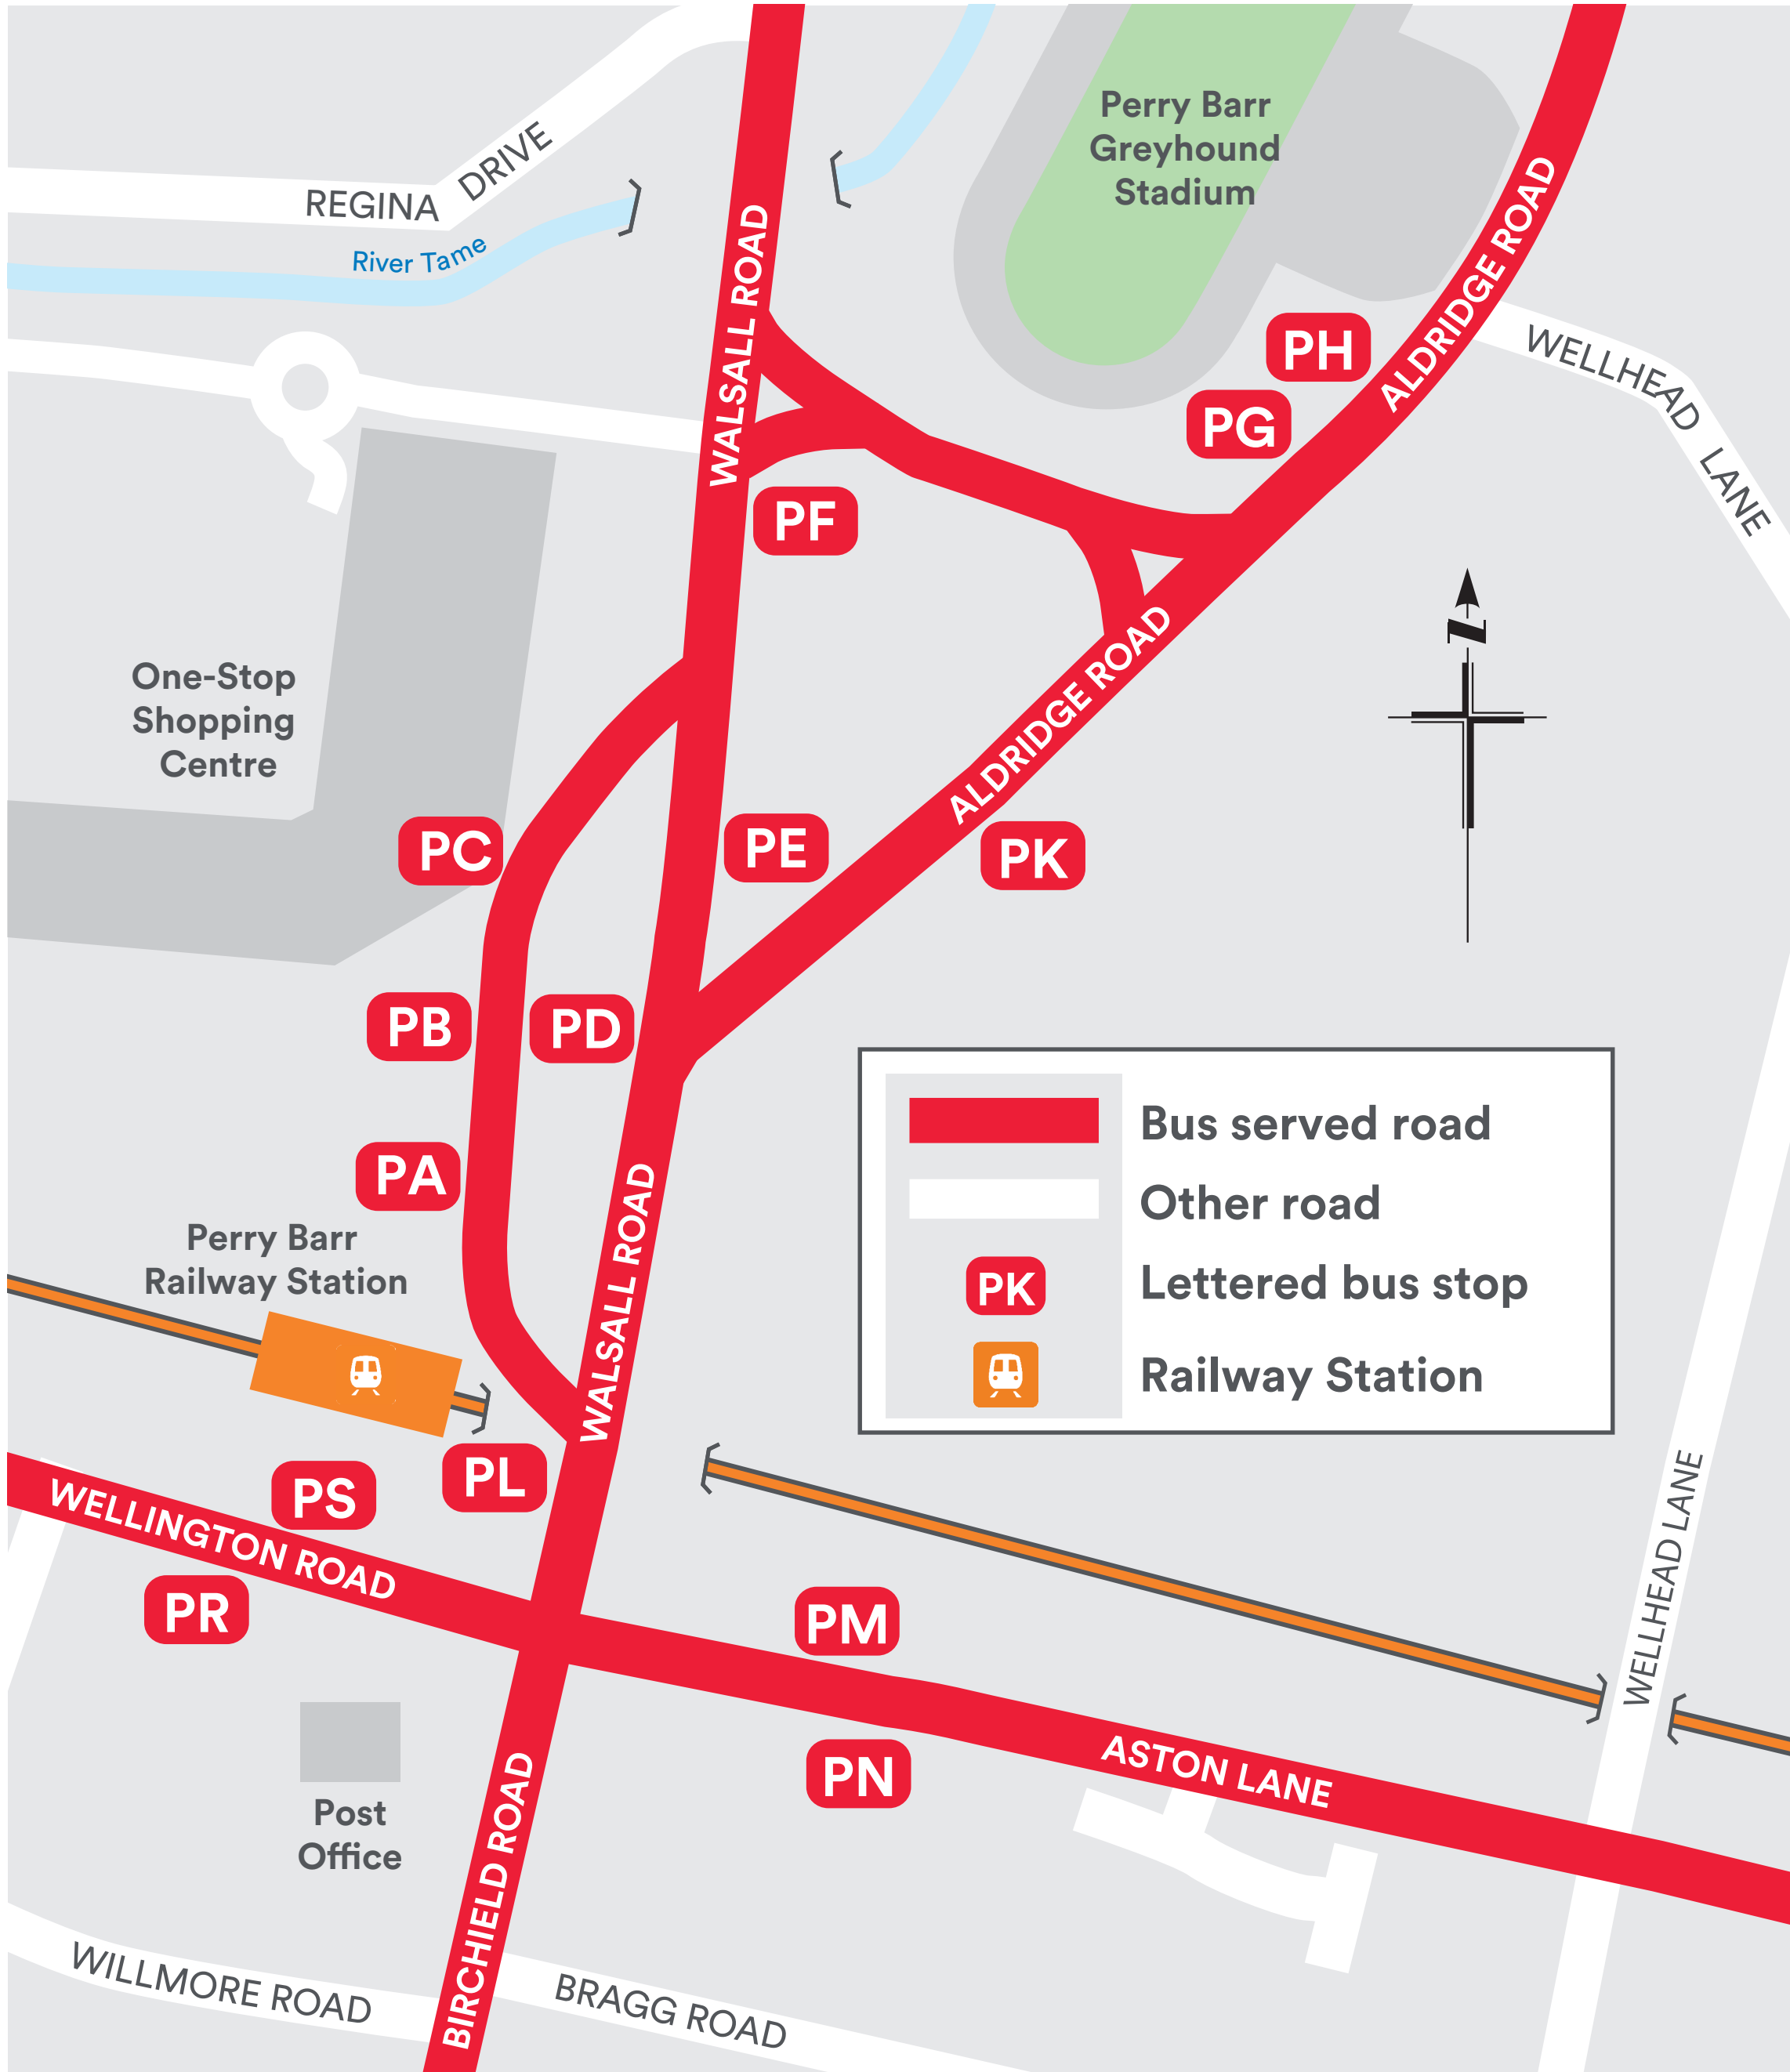 Perry Barr
Greyhound
Stadium
REGINA DRIVE
River Tame
WALSALL ROAD
ALDRIDGE ROAD
WELLHEAD LANE
PH
PG
PF
N
One-Stop
Shopping
Centre
ALDRIDGE ROAD
PC
PE
PK
PB
PD
PA
Bus served road
Other road
PK
Lettered bus stop
Railway Station
Perry Barr
Railway Station
WALSALL ROAD
PL
PS
WELLINGTON ROAD
PR
PM
WELLHEAD LANE
PN
ASTON LANE
Post
Office
BIRCHIELD ROAD
WILLMORE ROAD
BRAGG ROAD